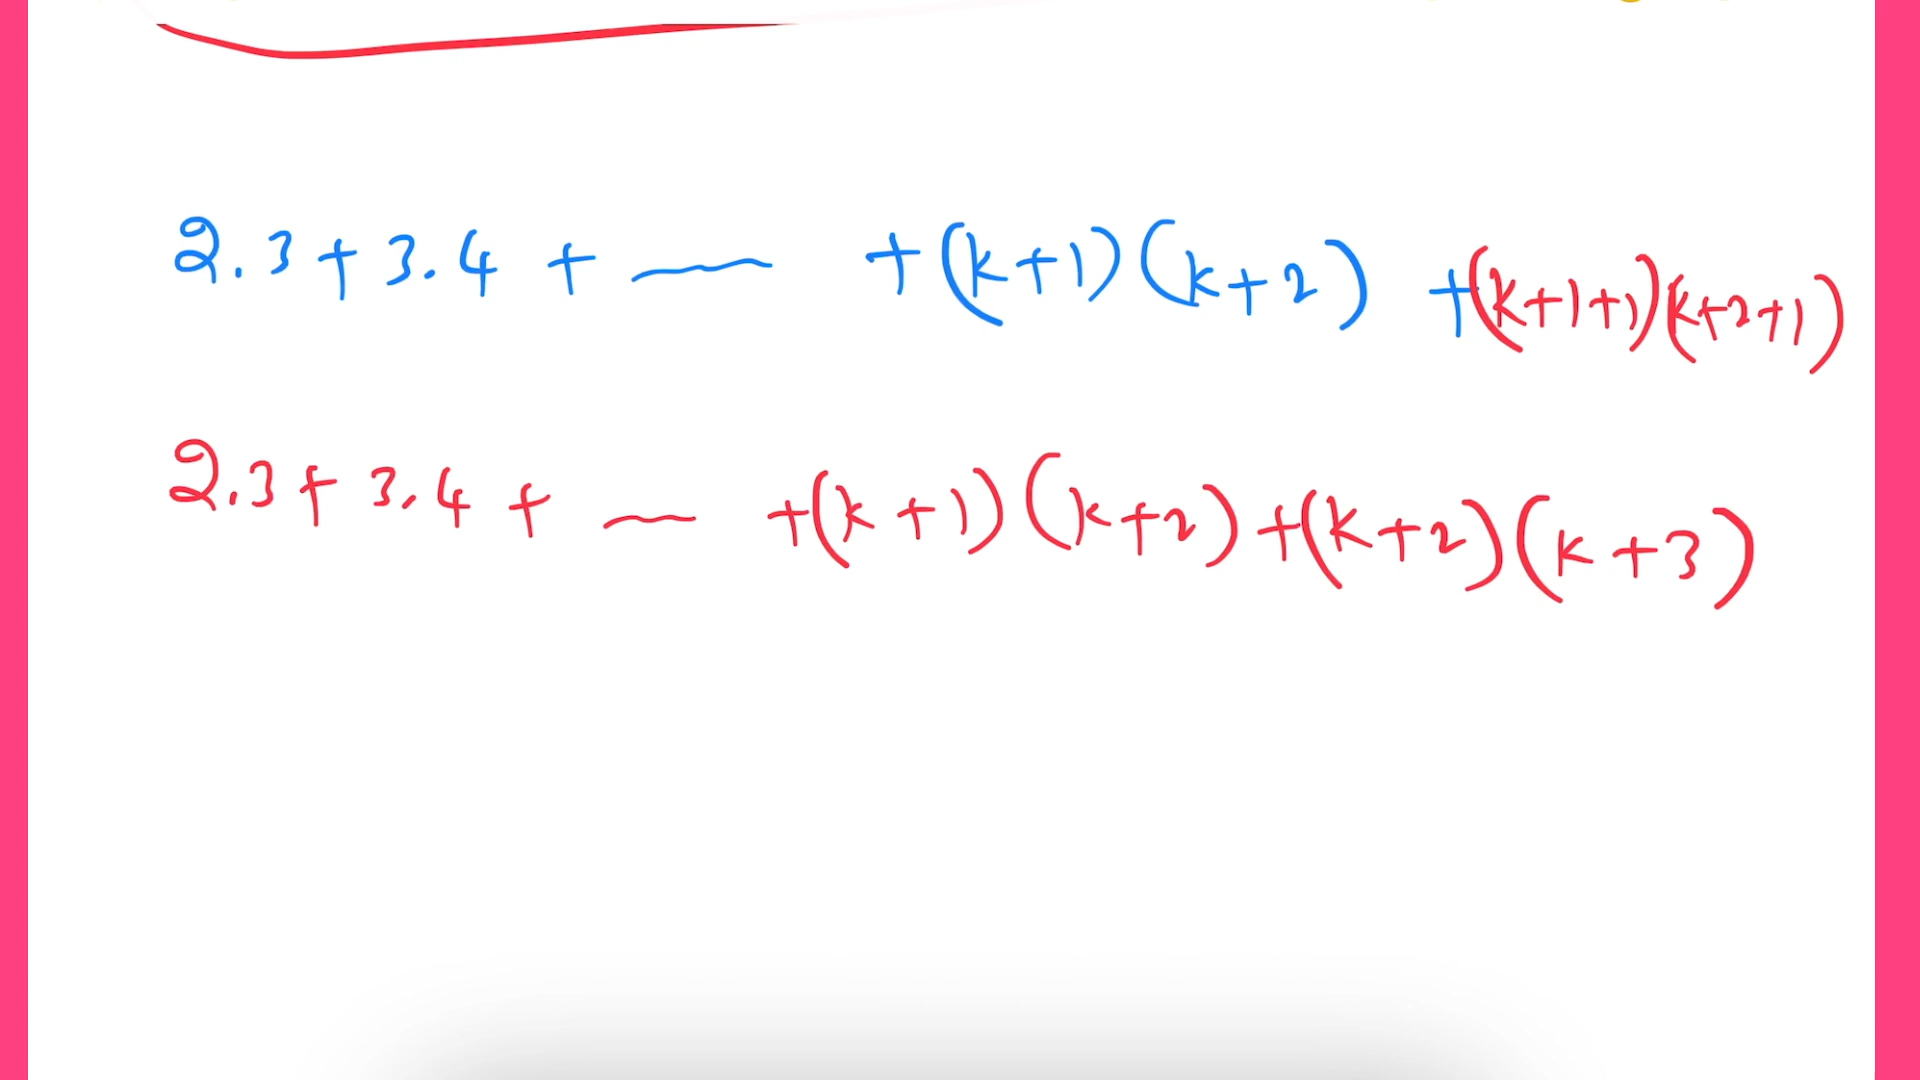 2.3 + 3.4 + ---- + (k+1)(k+2) + (k+1+1)(k+2+1)
2.3 + 3.4 + --- + (k+1)(k+2) + (k+2)(k+3)